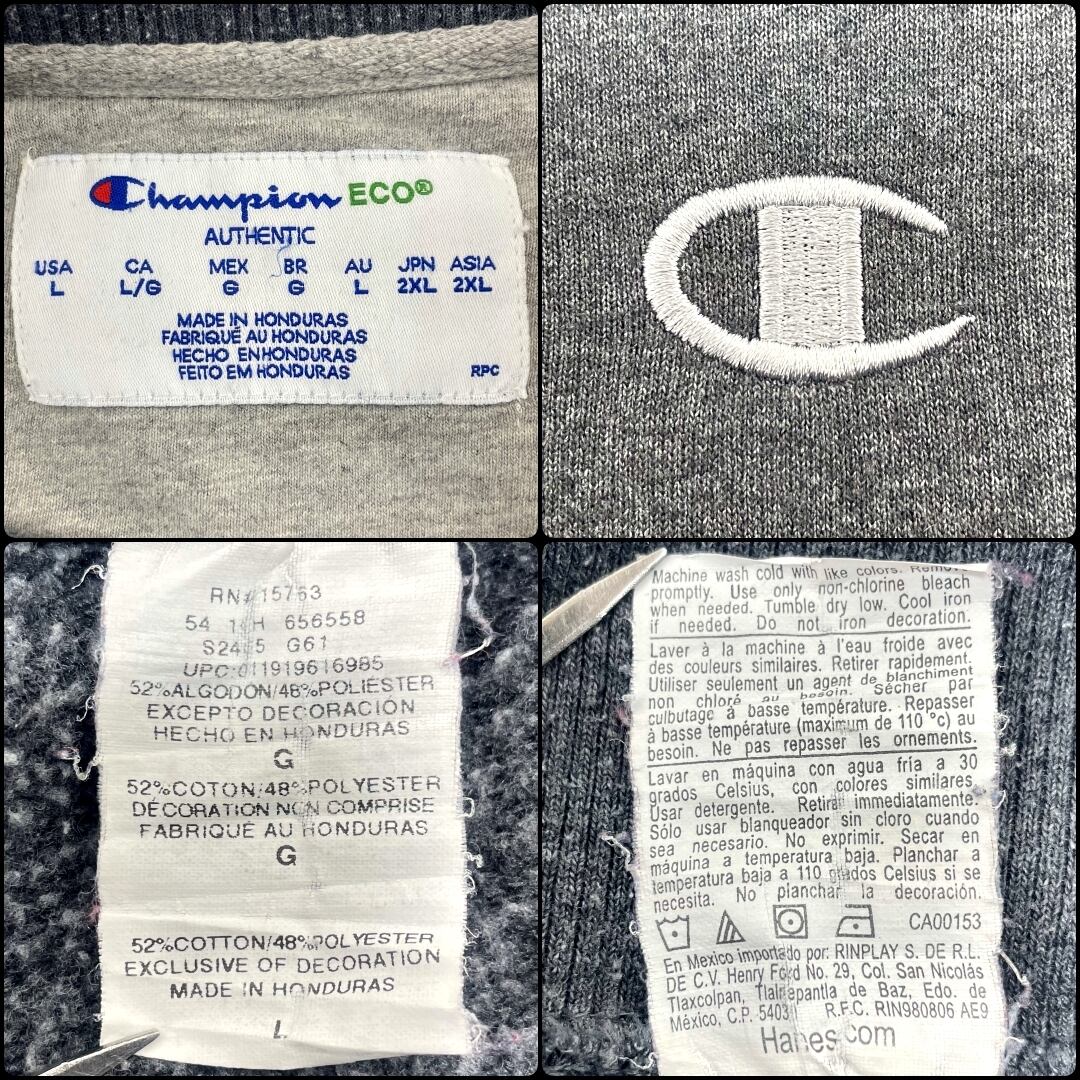 Champion ECO®
AUTHENTIC
USA CA MEX BR AU JPN ASIA
L L/G G G L 2XL 2XL
MADE IN HONDURAS
FABRIQUÉ AU HONDURAS
HECHO EN HONDURAS
FEITO EM HONDURAS
RPC
C
RN# 15763
54 H 656558
G61
UPC:011919616985
52%ALGODON/48%POLIÉSTER
EXCEPTO DECORACIÓN
HECHO EN HONDURAS
G
52%COTON/48%POLYESTER
DÉCORATION NON COMPRISE
FABRIQUÉ AU HONDURAS
G
52%COTTON/48%POLYESTER
EXCLUSIVE OF DECORATION
MADE IN HONDURAS
L
Machine wash cold with like colors. Remove
promptly. Use only non-chlorine bleach
when needed. Tumble dry low. Cool iron
if needed. Do not iron decoration.
Laver à la machine à l'eau froide avec
des couleurs similaires. Retirer rapidement.
Utiliser seulement un agent de blanchiment
non chloré au besoin. Sécher par
culbutage à basse température. Repasser
à basse température (maximum de 110 °c) au
besoin. Ne pas repasser les ornements.
Lavar en máquina con agua fría a 30
grados Celsius, con colores similares.
Usar detergente. Retirar immediatamente.
Sólo usar blanqueador sin cloro cuando
sea necesario. No exprimir. Secar en
máquina a temperatura baja. Planchar a
temperatura baja a 110 grados Celsius si se
necesita. No planchar la decoración.
CA00153
En Mexico importado por: RINPLAY S. DE R.L.
DE C.V. Henry Ford No. 29, Col. San Nicolás
Tlaxcolpan, Tlalnepantla de Baz, Edo. de
México, C.P. R.F.C. RIN980806 AE9
Hanes.com